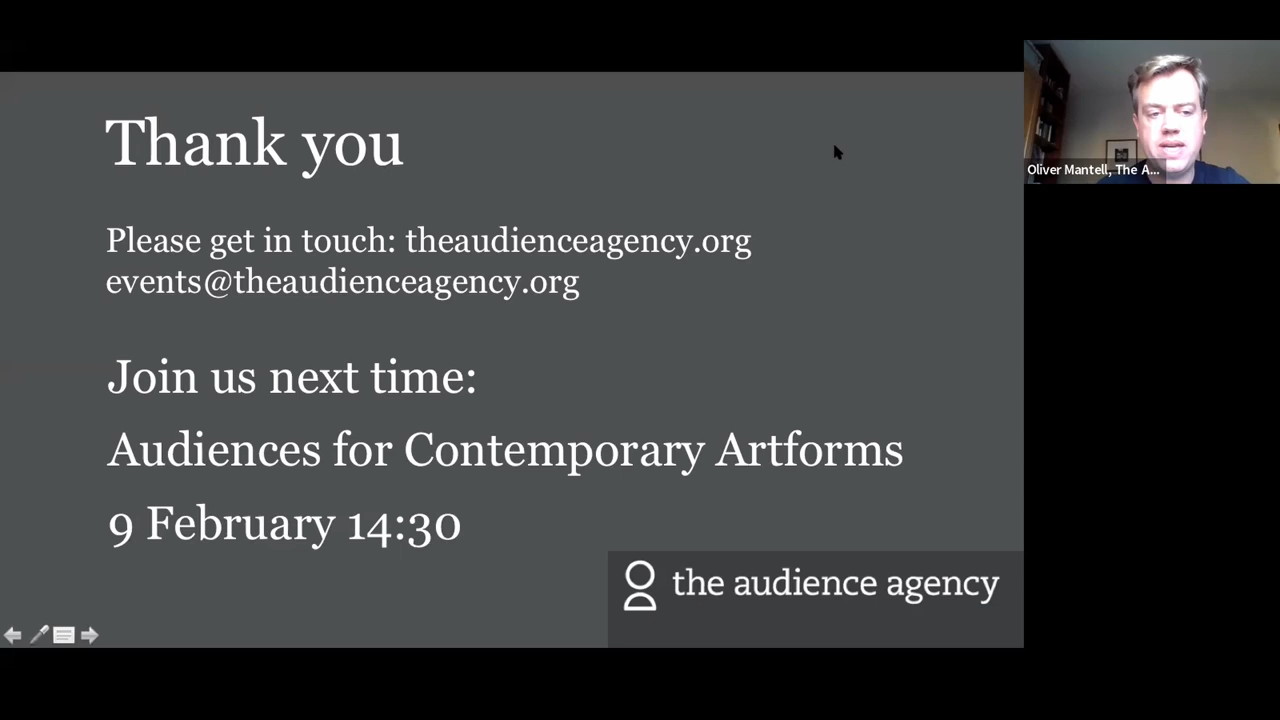 Thank you
Please get in touch: theaudienceagency.org
events@theaudienceagency.org
Join us next time:
Audiences for Contemporary Artforms
9 February 14:30
the audience agency
Oliver Mantell, The A...